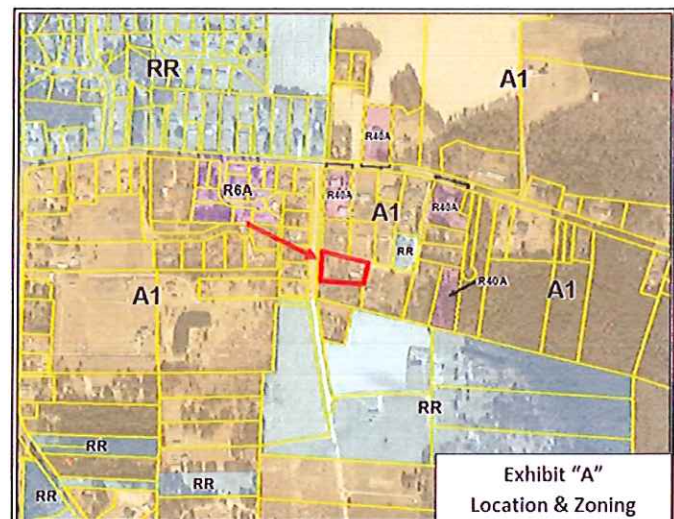 RR
A1
R40A
R6A
R40A
A1
R40A
RR
R40A
A1
A1
RR
RR
RR
RR
Exhibit "A"
Location & Zoning